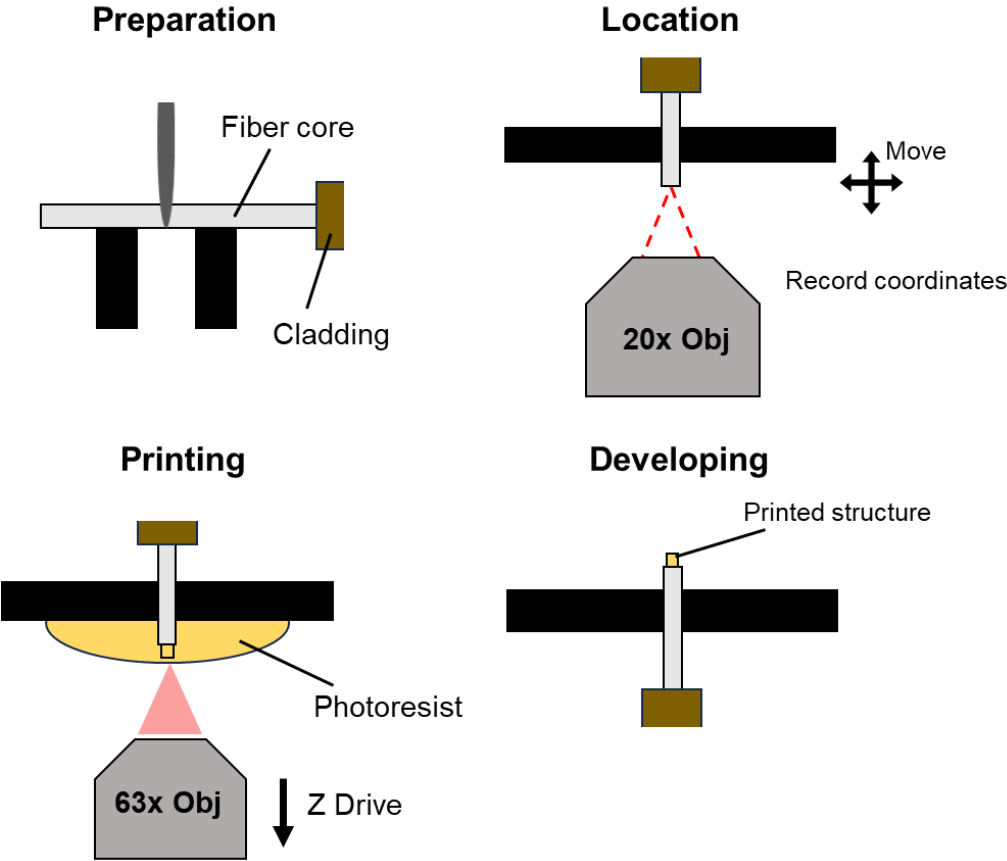 Preparation
Fiber core
Cladding
Location
Move
Record coordinates
20x Obj
Printing
Photoresist
63x Obj
Z Drive
Developing
Printed structure